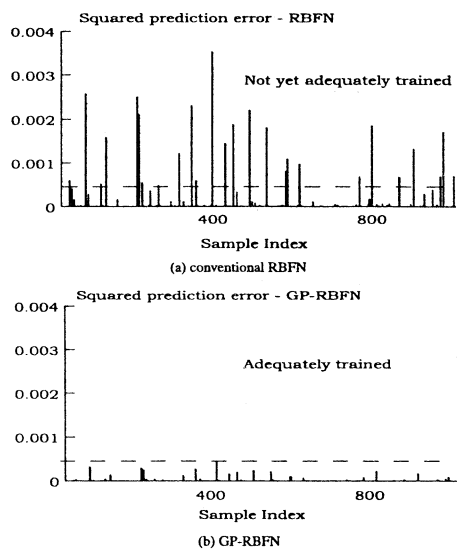 Squared prediction error - RBFN
0.004
0.003
Not yet adequately trained
0.002
0.001
0
400
800
Sample Index
(a) conventional RBFN
Squared prediction error - GP-RBFN
0.004
0.003
Adequately trained
0.002
0.001
0
400
800
Sample Index
(b) GP-RBFN